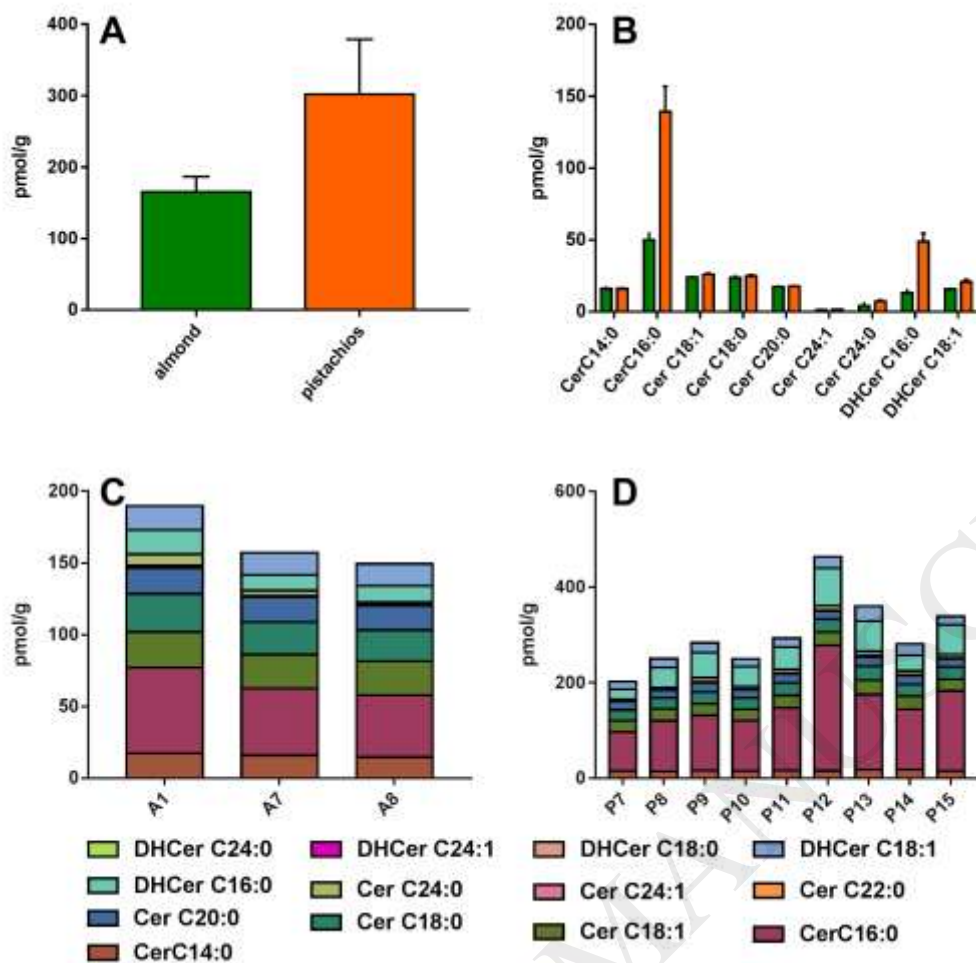 A
400
300
200
100
0
pmol/g
almond
pistachios
B
200
150
100
50
0
pmol/g
CerC14:0
CerC16:0
Cer C18:1
Cer C18:0
Cer C20:0
Cer C24:1
Cer C24:0
DHCer C16:0
DHCer C18:1
C
200
150
100
50
0
pmol/g
A1
A7
A8
D
600
400
200
0
pmol/g
P7
P8
P9
P10
P11
P12
P13
P14
P15
DHCer C24:0
DHCer C24:1
DHCer C18:0
DHCer C18:1
DHCer C16:0
Cer C24:0
Cer C24:1
Cer C22:0
Cer C20:0
Cer C18:0
Cer C18:1
CerC16:0
CerC14:0